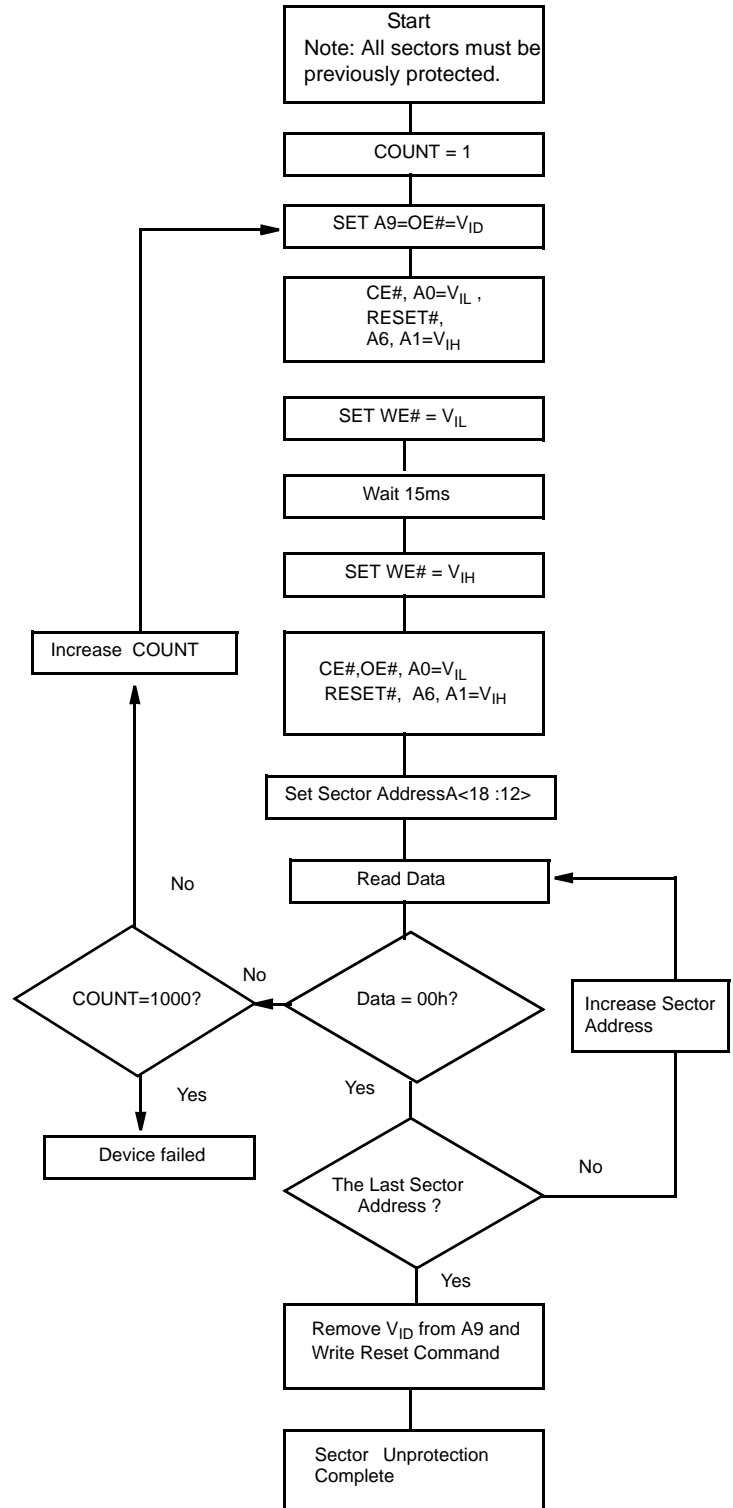 Start
Note: All sectors must be
previously protected.
COUNT = 1
SET A9=OE#=VID
CE#, A0=VIL ,
RESET#,
A6, A1=VIH
SET WE# = VIL
Wait 15ms
SET WE# = VIH
Increase COUNT
CE#,OE#, A0=VIL
RESET#, A6, A1=VIH
Set Sector AddressA<18 :12>
Read Data
No
COUNT=1000?
No
Data = 00h?
Increase Sector
Address
Yes
Yes
Device failed
No
The Last Sector
Address ?
Yes
Remove VID from A9 and
Write Reset Command
Sector Unprotection
Complete